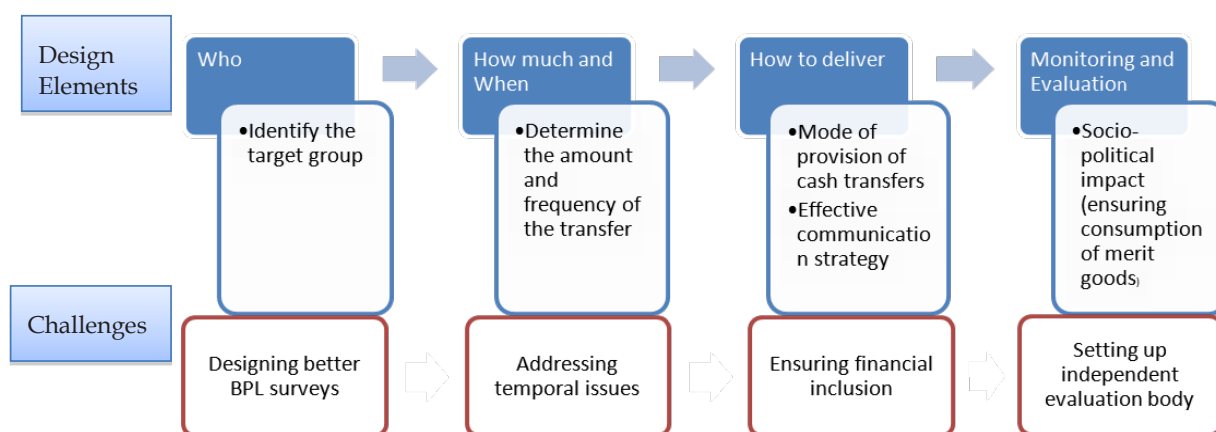 Design
Elements
Who
•Identify the
target group
How much and
When
•Determine
the amount
and
frequency of
the transfer
How to deliver
•Mode of
provision of
cash transfers
•Effective
communicatio
n strategy
Monitoring and
Evaluation
•Socio-
political
impact
(ensuring
consumption
of merit
goods)
Challenges
Designing better
BPL surveys
Addressing
temporal issues
Ensuring financial
inclusion
Setting up
independent
evaluation body